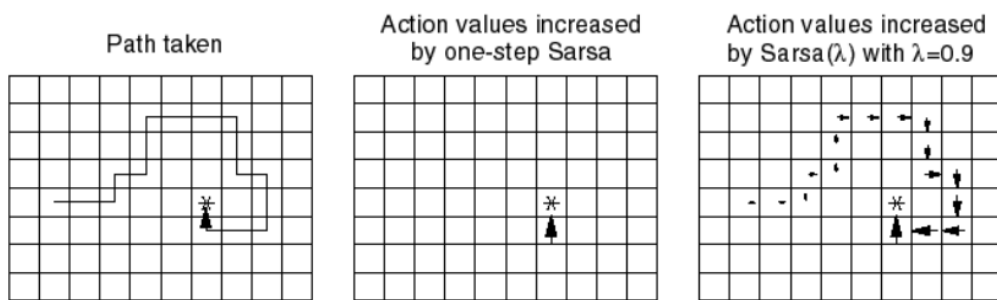 Path taken
Action values increased
by one-step Sarsa
Action values increased
by Sarsa(λ) with λ=0.9